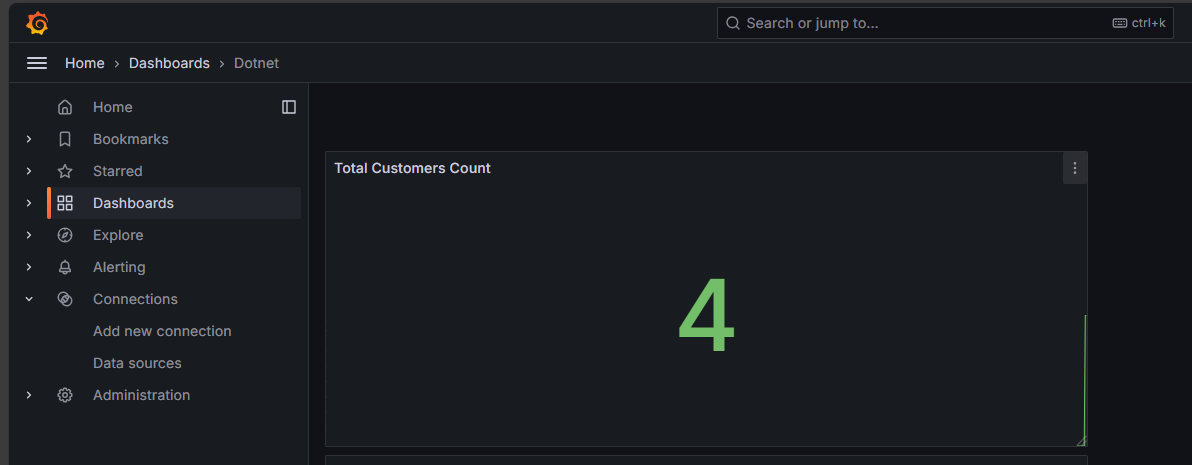 Search or jump to...
ctrl+k
Home › Dashboards › Dotnet
Home
Bookmarks
Starred
Dashboards
Explore
Alerting
Connections
Add new connection
Data sources
Administration
Total Customers Count
4